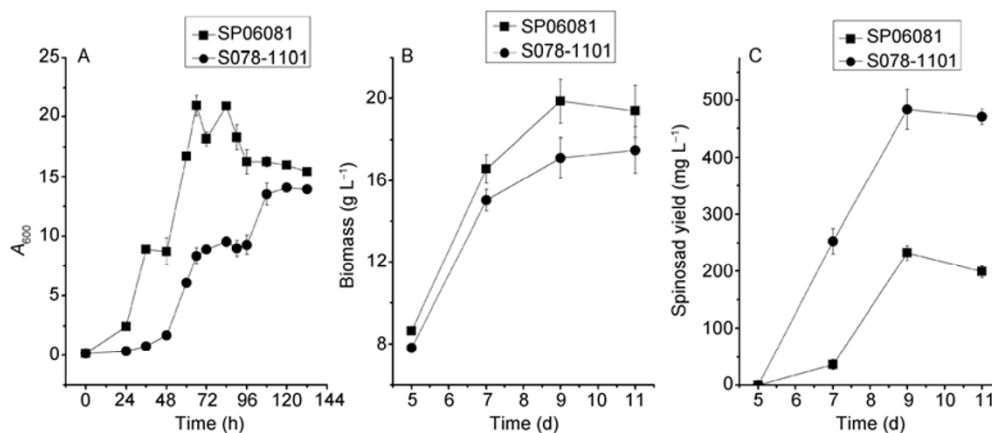 A
SP06081
S078-1101
A600
25
20
15
10
5
0
0 24 48 72 96 120 144
Time (h)
B
SP06081
S078-1101
Biomass (g L−1)
20
16
12
8
5 6 7 8 9 10 11
Time (d)
C
SP06081
S078-1101
Spinosad yield (mg L−1)
500
400
300
200
100
0
5 6 7 8 9 10 11
Time (d)